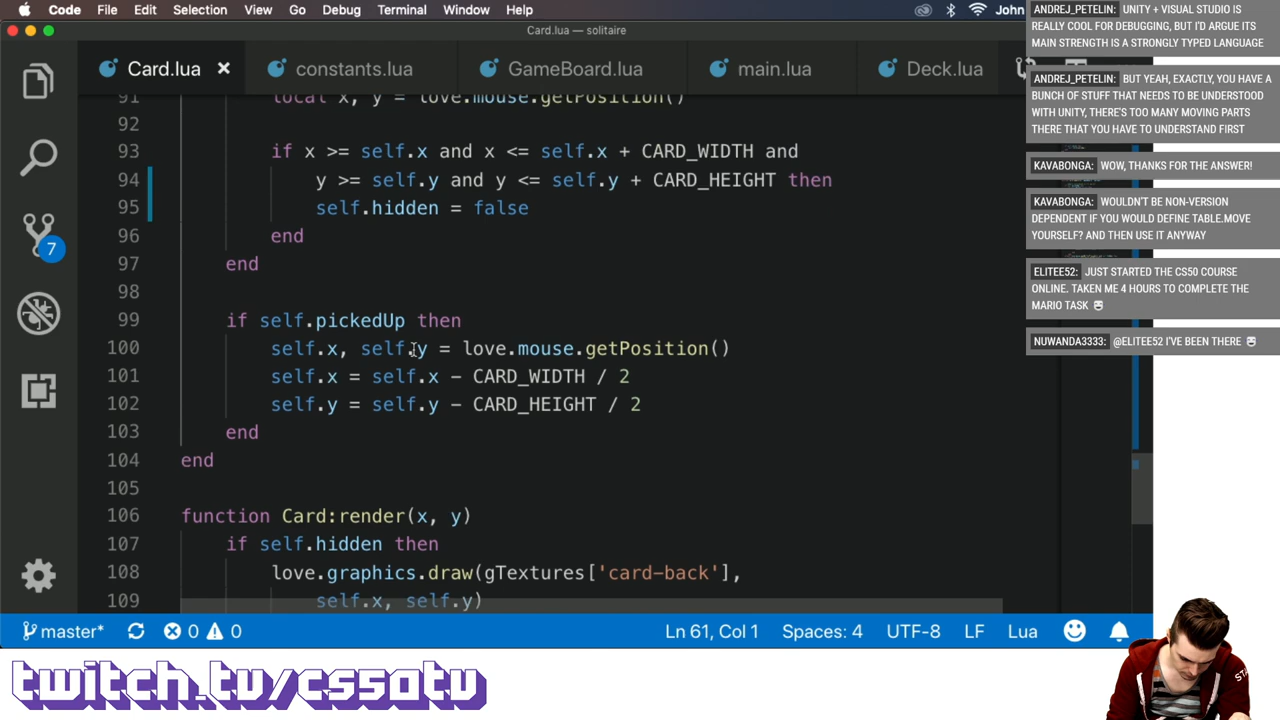 Code File Edit Selection View Go Debug Terminal Window Help John
Card.lua — solitaire
Card.lua constants.lua GameBoard.lua main.lua Deck.lua
91 local x, y = love.mouse.getPosition()
92
93 if x >= self.x and x <= self.x + CARD_WIDTH and
94 y >= self.y and y <= self.y + CARD_HEIGHT then
95 self.hidden = false
96 end
97 end
98
99 if self.pickedUp then
100 self.x, self.y = love.mouse.getPosition()
101 self.x = self.x - CARD_WIDTH / 2
102 self.y = self.y - CARD_HEIGHT / 2
103 end
104 end
105
106 function Card:render(x, y)
107 if self.hidden then
108 love.graphics.draw(gTextures['card-back'],
109 self.x, self.y)
7
master* 0 0 Ln 61, Col 1 Spaces: 4 UTF-8 LF Lua
twitch.tv/cs50tv
ANDREJ_PETELIN: UNITY + VISUAL STUDIO IS
REALLY COOL FOR DEBUGGING, BUT I'D ARGUE ITS
MAIN STRENGTH IS A STRONGLY TYPED LANGUAGE
ANDREJ_PETELIN: BUT YEAH, EXACTLY, YOU HAVE A
BUNCH OF STUFF THAT NEEDS TO BE UNDERSTOOD
WITH UNITY, THERE'S TOO MANY MOVING PARTS
THERE THAT YOU HAVE TO UNDERSTAND FIRST
KAVABONGA: WOW, THANKS FOR THE ANSWER!
KAVABONGA: WOULDN'T BE NON-VERSION
DEPENDENT IF YOU WOULD DEFINE TABLE.MOVE
YOURSELF? AND THEN USE IT ANYWAY
ELITEE52: JUST STARTED THE CS50 COURSE
ONLINE. TAKEN ME 4 HOURS TO COMPLETE THE
MARIO TASK
NUWANDA3333: @ELITEE52 I'VE BEEN THERE
STA